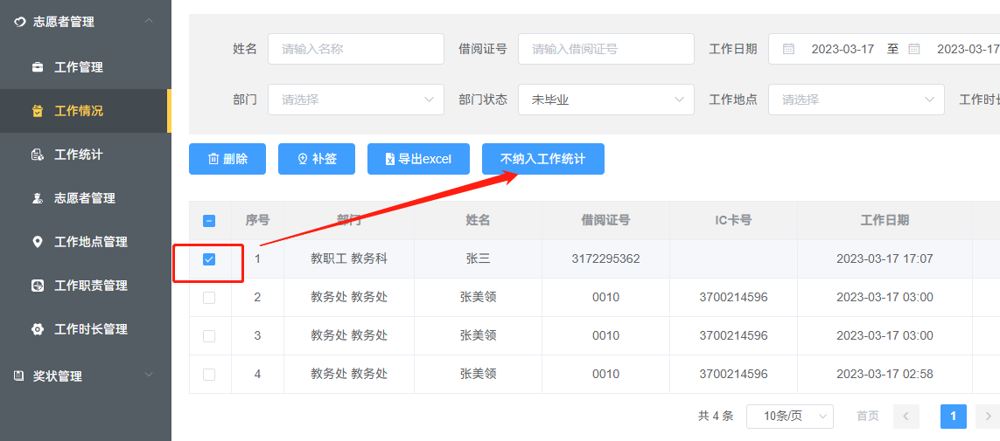 志愿者管理
工作管理
工作情况
工作统计
志愿者管理
工作地点管理
工作职责管理
工作时长管理
奖状管理
姓名 请输入名称 借阅证号 请输入借阅证号 工作日期 2023-03-17 至 2023-03-17
部门 请选择 部门状态 未毕业 工作地点 请选择 工作时长
删除 补签 导出excel 不纳入工作统计
序号 部门 姓名 借阅证号 IC卡号 工作日期
1 教职工 教务科 张三 3172295362 2023-03-17 17:07
2 教务处 教务处 张美领 0010 3700214596 2023-03-17 03:00
3 教务处 教务处 张美领 0010 3700214596 2023-03-17 03:00
4 教务处 教务处 张美领 0010 3700214596 2023-03-17 02:58
共 4 条 10条/页 首页 1